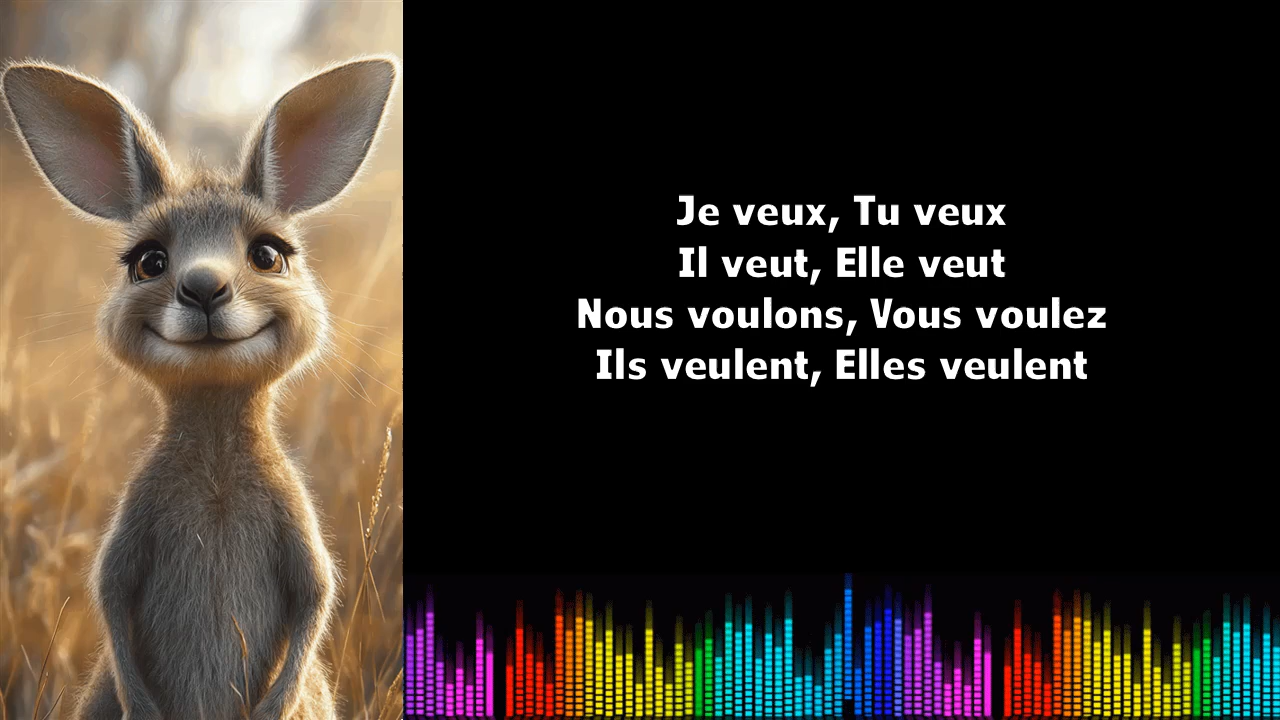 Je veux, Tu veux
Il veut, Elle veut
Nous voulons, Vous voulez
Ils veulent, Elles veulent